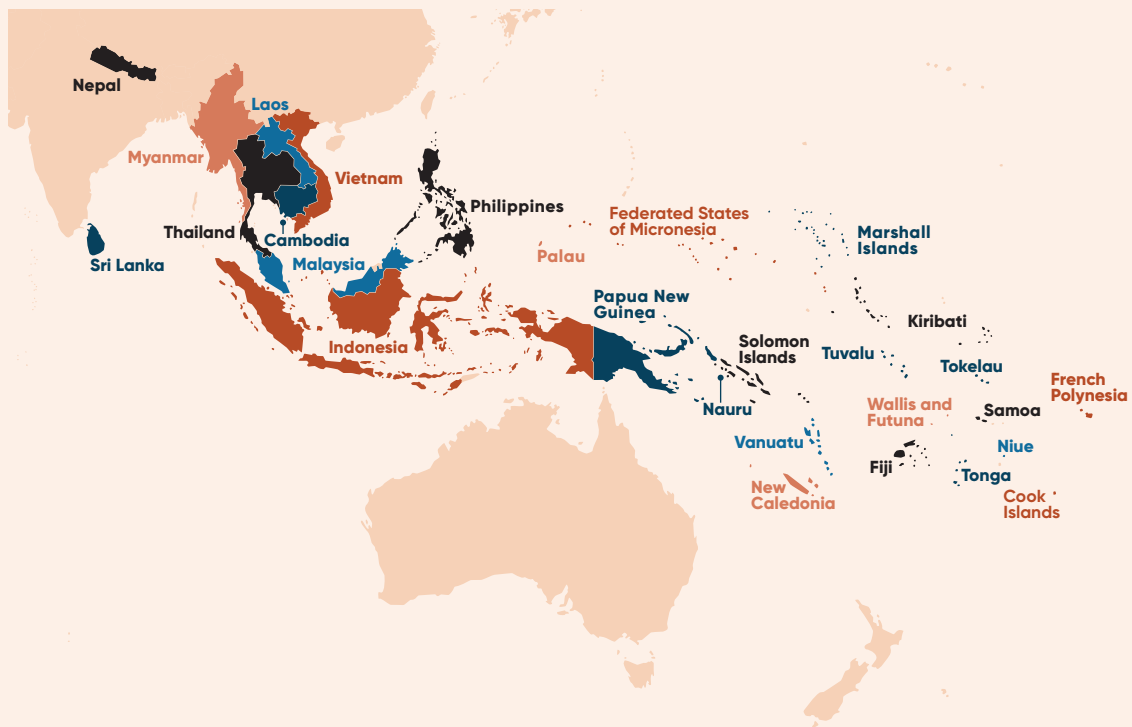 Nepal
Laos
Myanmar
Vietnam
Philippines
Federated States
of Micronesia
Thailand
Cambodia
Marshall
Islands
Palau
Sri Lanka
Malaysia
Papua New
Guinea
Kiribati
Indonesia
Solomon
Islands
Tuvalu
Tokelau
French
Polynesia
Nauru
Wallis and
Futuna
Samoa
Vanuatu
Niue
Fiji
Tonga
New
Caledonia
Cook
Islands